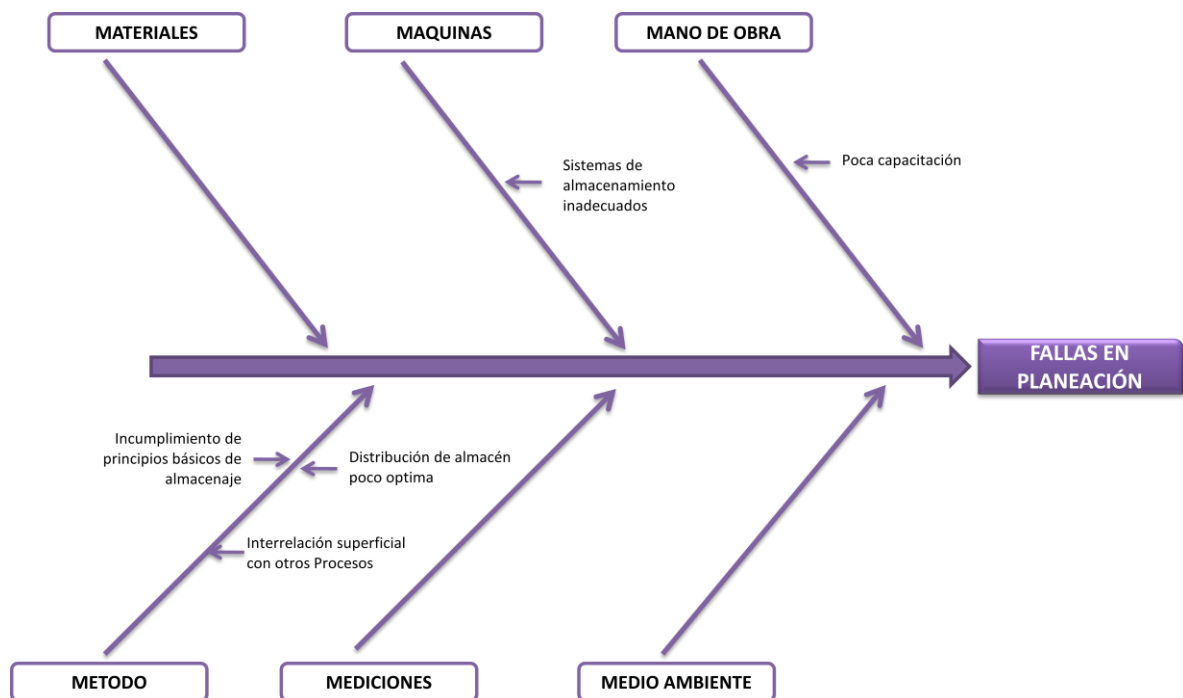 MATERIALES
MAQUINAS
MANO DE OBRA
Sistemas de
almacenamiento
inadecuados
Poca capacitación
FALLAS EN
PLANEACIÓN
Incumplimiento de
principios básicos de
almacenaje
Distribución de almacén
poco optima
Interrelación superficial
con otros Procesos
METODO
MEDICIONES
MEDIO AMBIENTE